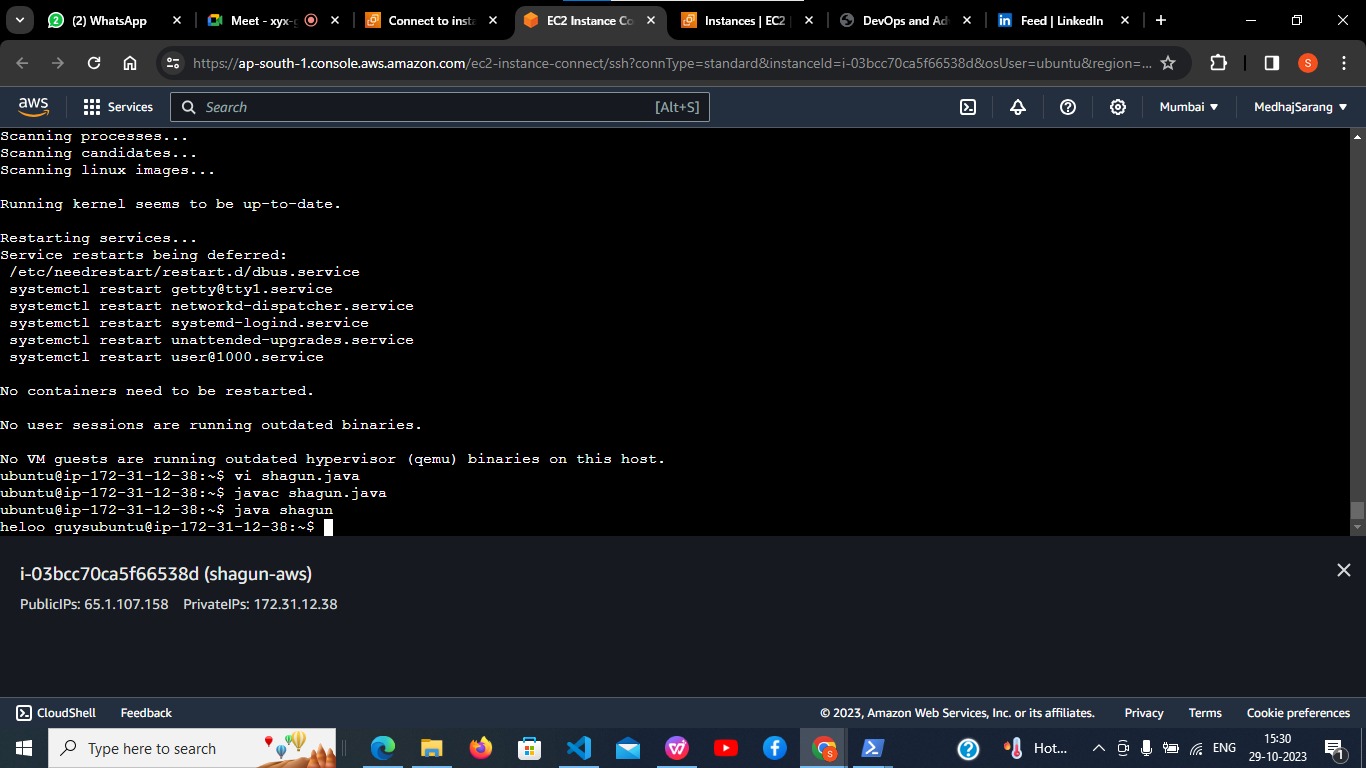 (2) WhatsApp
Meet - xyx-
Connect to inst
EC2 Instance Co
Instances | EC2
DevOps and Ad
Feed | LinkedIn
https://ap-south-1.console.aws.amazon.com/ec2-instance-connect/ssh?connType=standard&instanceId=i-03bcc70ca5f66538d&osUser=ubuntu&region=...
S
aws
Services
Search
[Alt+S]
Mumbai
MedhajSarang
Scanning processes...
Scanning candidates...
Scanning linux images...
Running kernel seems to be up-to-date.
Restarting services...
Service restarts being deferred:
/etc/needrestart/restart.d/dbus.service
systemctl restart getty@tty1.service
systemctl restart networkd-dispatcher.service
systemctl restart systemd-logind.service
systemctl restart unattended-upgrades.service
systemctl restart user@1000.service
No containers need to be restarted.
No user sessions are running outdated binaries.
No VM guests are running outdated hypervisor (qemu) binaries on this host.
ubuntu@ip-172-31-12-38:~$ vi shagun.java
ubuntu@ip-172-31-12-38:~$ javac shagun.java
ubuntu@ip-172-31-12-38:~$ java shagun
heloo guysubuntu@ip-172-31-12-38:~$
i-03bcc70ca5f66538d (shagun-aws)
PublicIPs: 65.1.107.158 PrivateIPs: 172.31.12.38
CloudShell
Feedback
© 2023, Amazon Web Services, Inc. or its affiliates.
Privacy
Terms
Cookie preferences
Type here to search
Hot...
ENG
15:30
29-10-2023
1